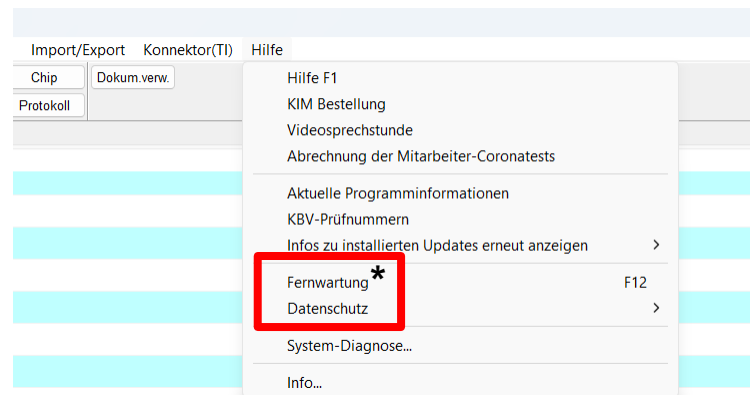 Import/Export Konnektor(TI) Hilfe
Chip Dokum.verw.
Protokoll
Hilfe F1
KIM Bestellung
Videosprechstunde
Abrechnung der Mitarbeiter-Coronatests
Aktuelle Programminformationen
KBV-Prüfnummern
Infos zu installierten Updates erneut anzeigen >
Fernwartung* F12
Datenschutz >
System-Diagnose...
Info...